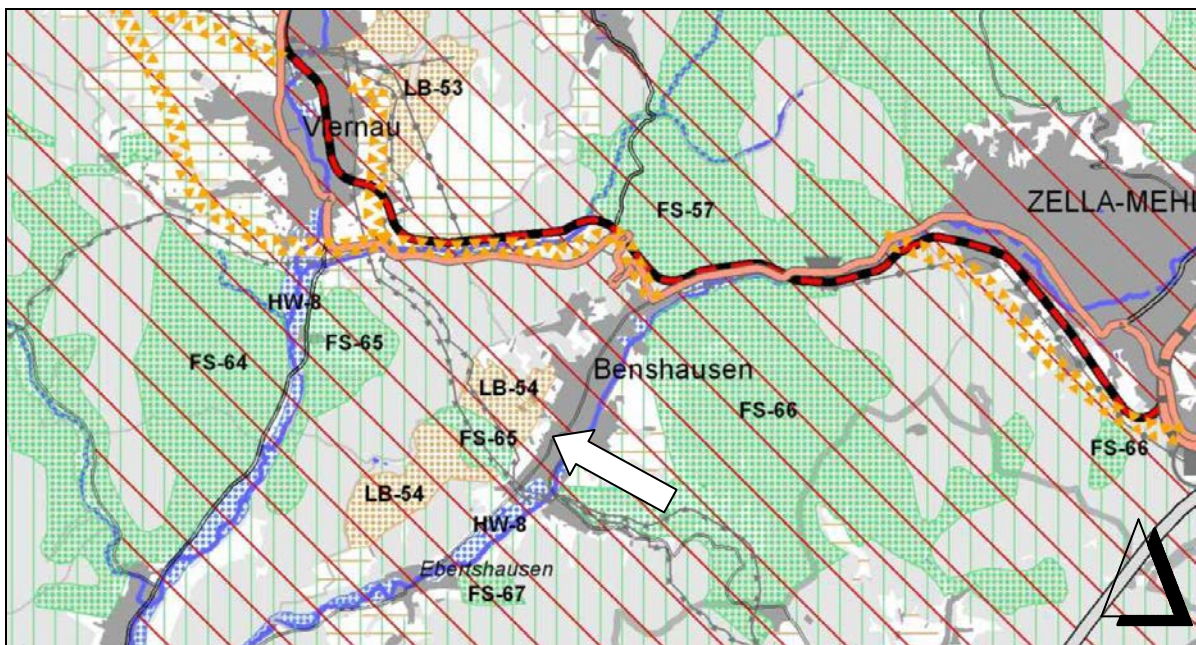 LB-53
Viernau
ZELLA-MEHL
FS-57
HW-8
FS-65
FS-64
Benshausen
LB-54
FS-66
FS-65
FS-66
LB-54
HW-8
Ebertshausen
FS-67